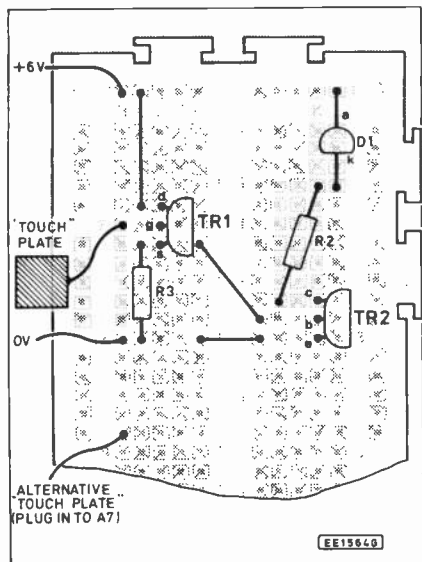 +6V
a
D1
k
d
TR1
g
"TOUCH"
PLATE
s
R2
R3
c
TR2
b
e
0V
ALTERNATIVE
"TOUCH PLATE"
(PLUG IN TO A7)
EE1564G